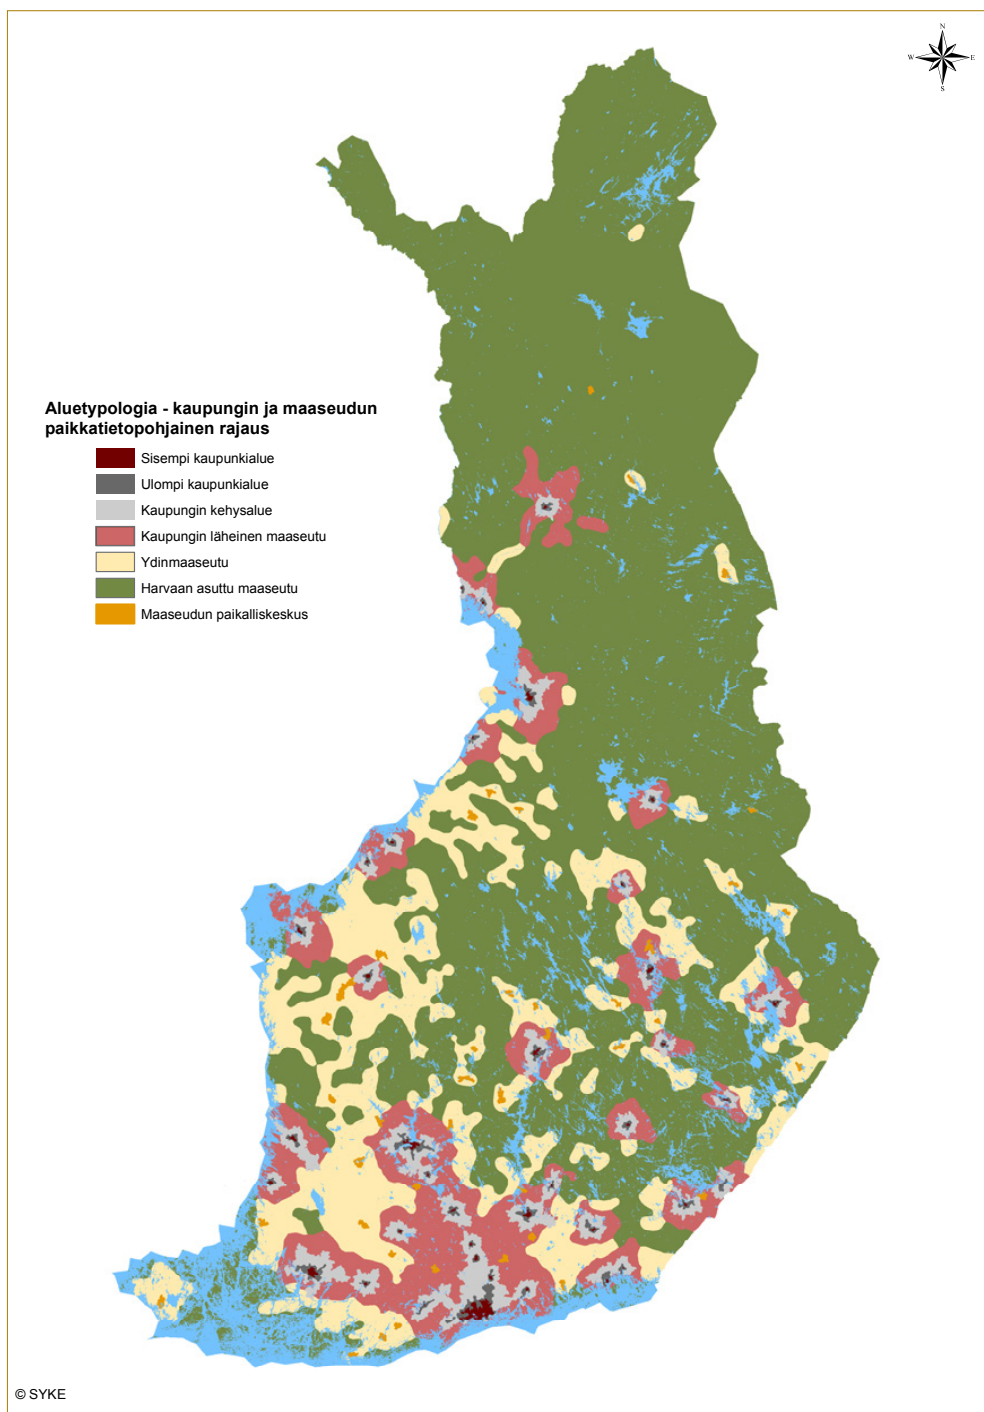 N
W E
S
Aluetypologia - kaupungin ja maaseudun
paikkatietopohjainen rajaus
Sisempi kaupunkialue
Ulompi kaupunkialue
Kaupungin kehysalue
Kaupungin läheinen maaseutu
Ydinmaaseutu
Harvaan asuttu maaseutu
Maaseudun paikalliskeskus
© SYKE